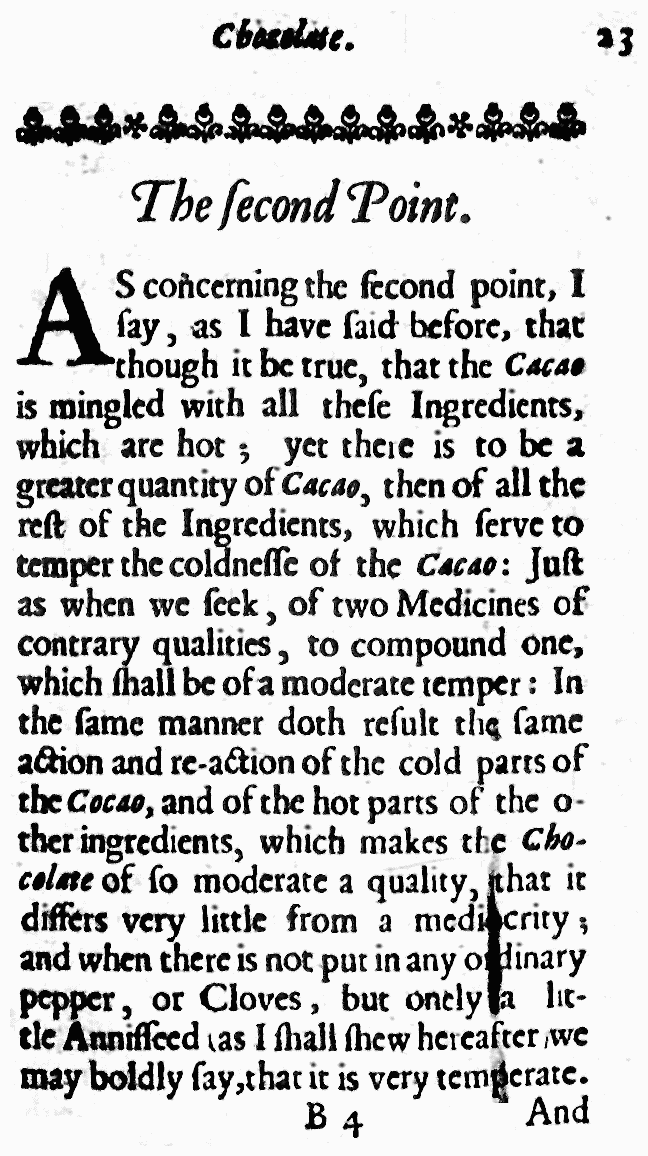 Chocolate. 23
The ſecond Point.
AS concerning the ſecond point, I
ſay, as I have ſaid before, that
though it be true, that the Cacao
is mingled with all theſe Ingredients,
which are hot ; yet there is to be a
greater quantity of Cacao, then of all the
reſt of the Ingredients, which ſerve to
temper the coldneſſe of the Cacao: Juſt
as when we ſeek, of two Medicines of
contrary qualities, to compound one,
which ſhall be of a moderate temper: In
the ſame manner doth reſult the ſame
action and re-action of the cold parts of
the Cocao, and of the hot parts of the o-
ther ingredients, which makes the Cho-
colate of ſo moderate a quality, that it
differs very little from a mediocrity ;
and when there is not put in any ordinary
pepper, or Cloves, but onely a lit-
tle Anniſſeed (as I ſhall ſhew hereafter) we
may boldly ſay, that it is very temperate.
B 4 And